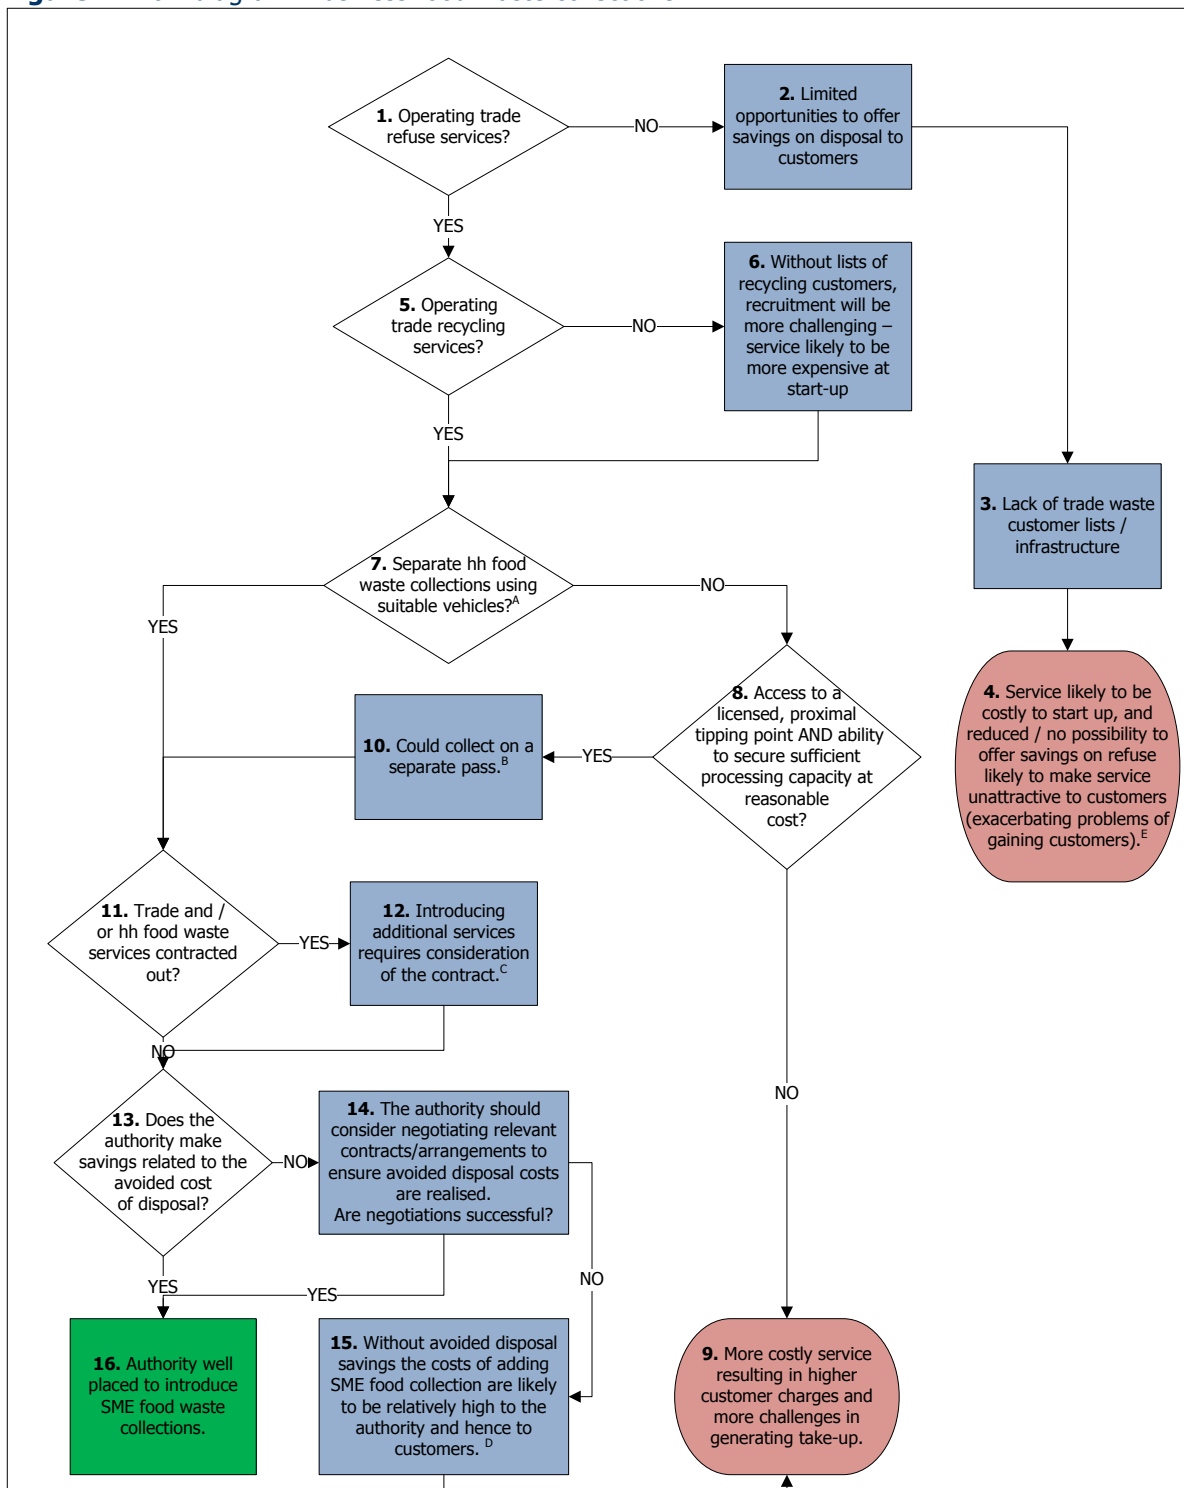 1. Operating trade
refuse services?
NO
2. Limited
opportunities to offer
savings on disposal to
customers
YES
5. Operating
trade recycling
services?
NO
6. Without lists of
recycling customers,
recruitment will be
more challenging –
service likely to be
more expensive at
start-up
YES
3. Lack of trade waste
customer lists /
infrastructure
7. Separate hh food
waste collections using
suitable vehicles?A
NO
YES
8. Access to a
licensed, proximal
tipping point AND ability
to secure sufficient
processing capacity at
reasonable
cost?
4. Service likely to be
costly to start up, and
reduced / no possibility to
offer savings on refuse
likely to make service
unattractive to customers
(exacerbating problems of
gaining customers).E
YES
10. Could collect on a
separate pass.B
11. Trade and /
or hh food waste
services contracted
out?
YES
12. Introducing
additional services
requires consideration
of the contract.C
NO
NO
13. Does the
authority make
savings related to the
avoided cost
of disposal?
NO
14. The authority should
consider negotiating relevant
contracts/arrangements to
ensure avoided disposal costs
are realised.
Are negotiations successful?
YES
YES
NO
16. Authority well
placed to introduce
SME food waste
collections.
15. Without avoided disposal
savings the costs of adding
SME food collection are likely
to be relatively high to the
authority and hence to
customers. D
9. More costly service
resulting in higher
customer charges and
more challenges in
generating take-up.